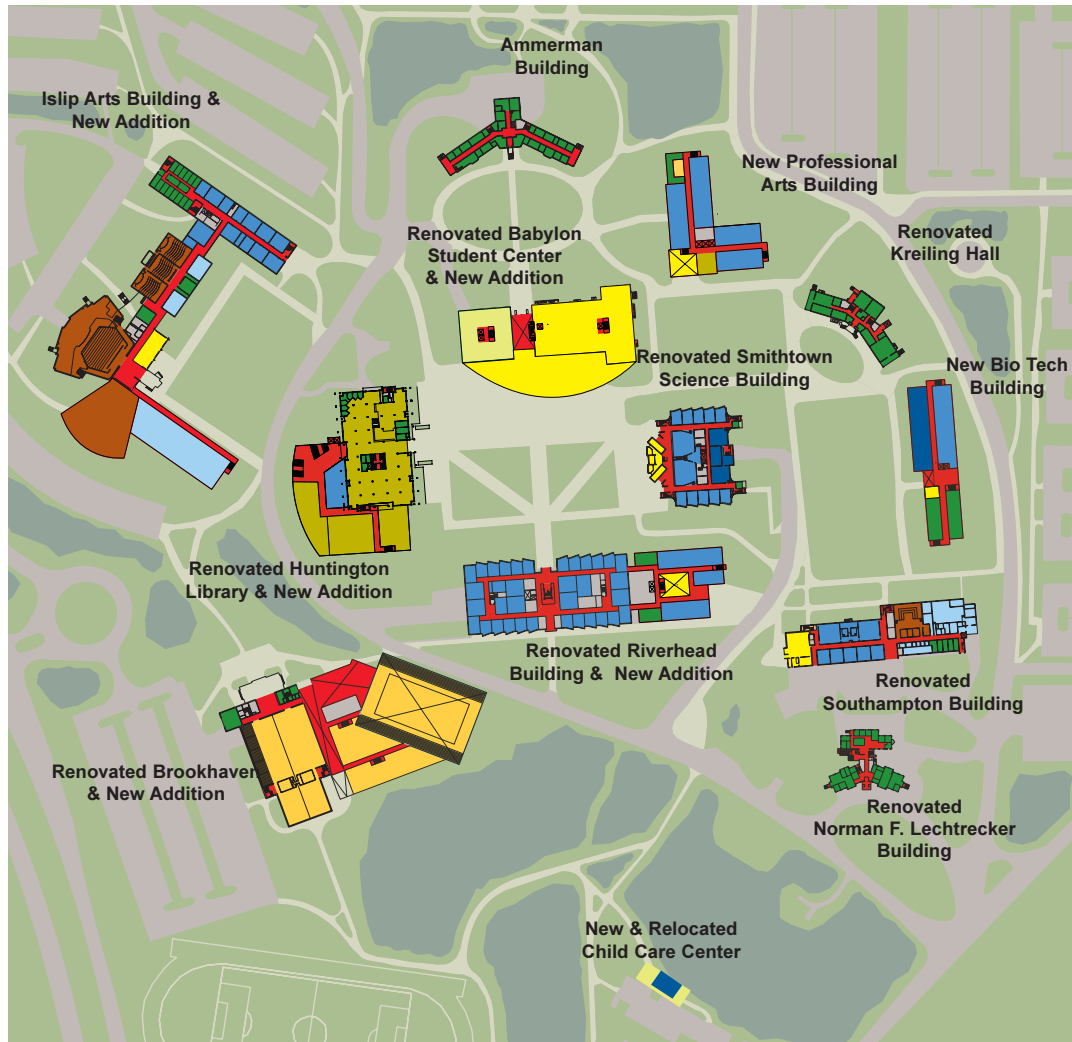 Ammerman
Building
Islip Arts Building &
New Addition
New Professional
Arts Building
Renovated Babylon
Student Center
& New Addition
Renovated
Kreiling Hall
Renovated Smithtown
Science Building
New Bio Tech
Building
Renovated Huntington
Library & New Addition
Renovated Riverhead
Building & New Addition
Renovated
Southampton Building
Renovated Brookhaven
& New Addition
Renovated
Norman F. Lechtrecker
Building
New & Relocated
Child Care Center